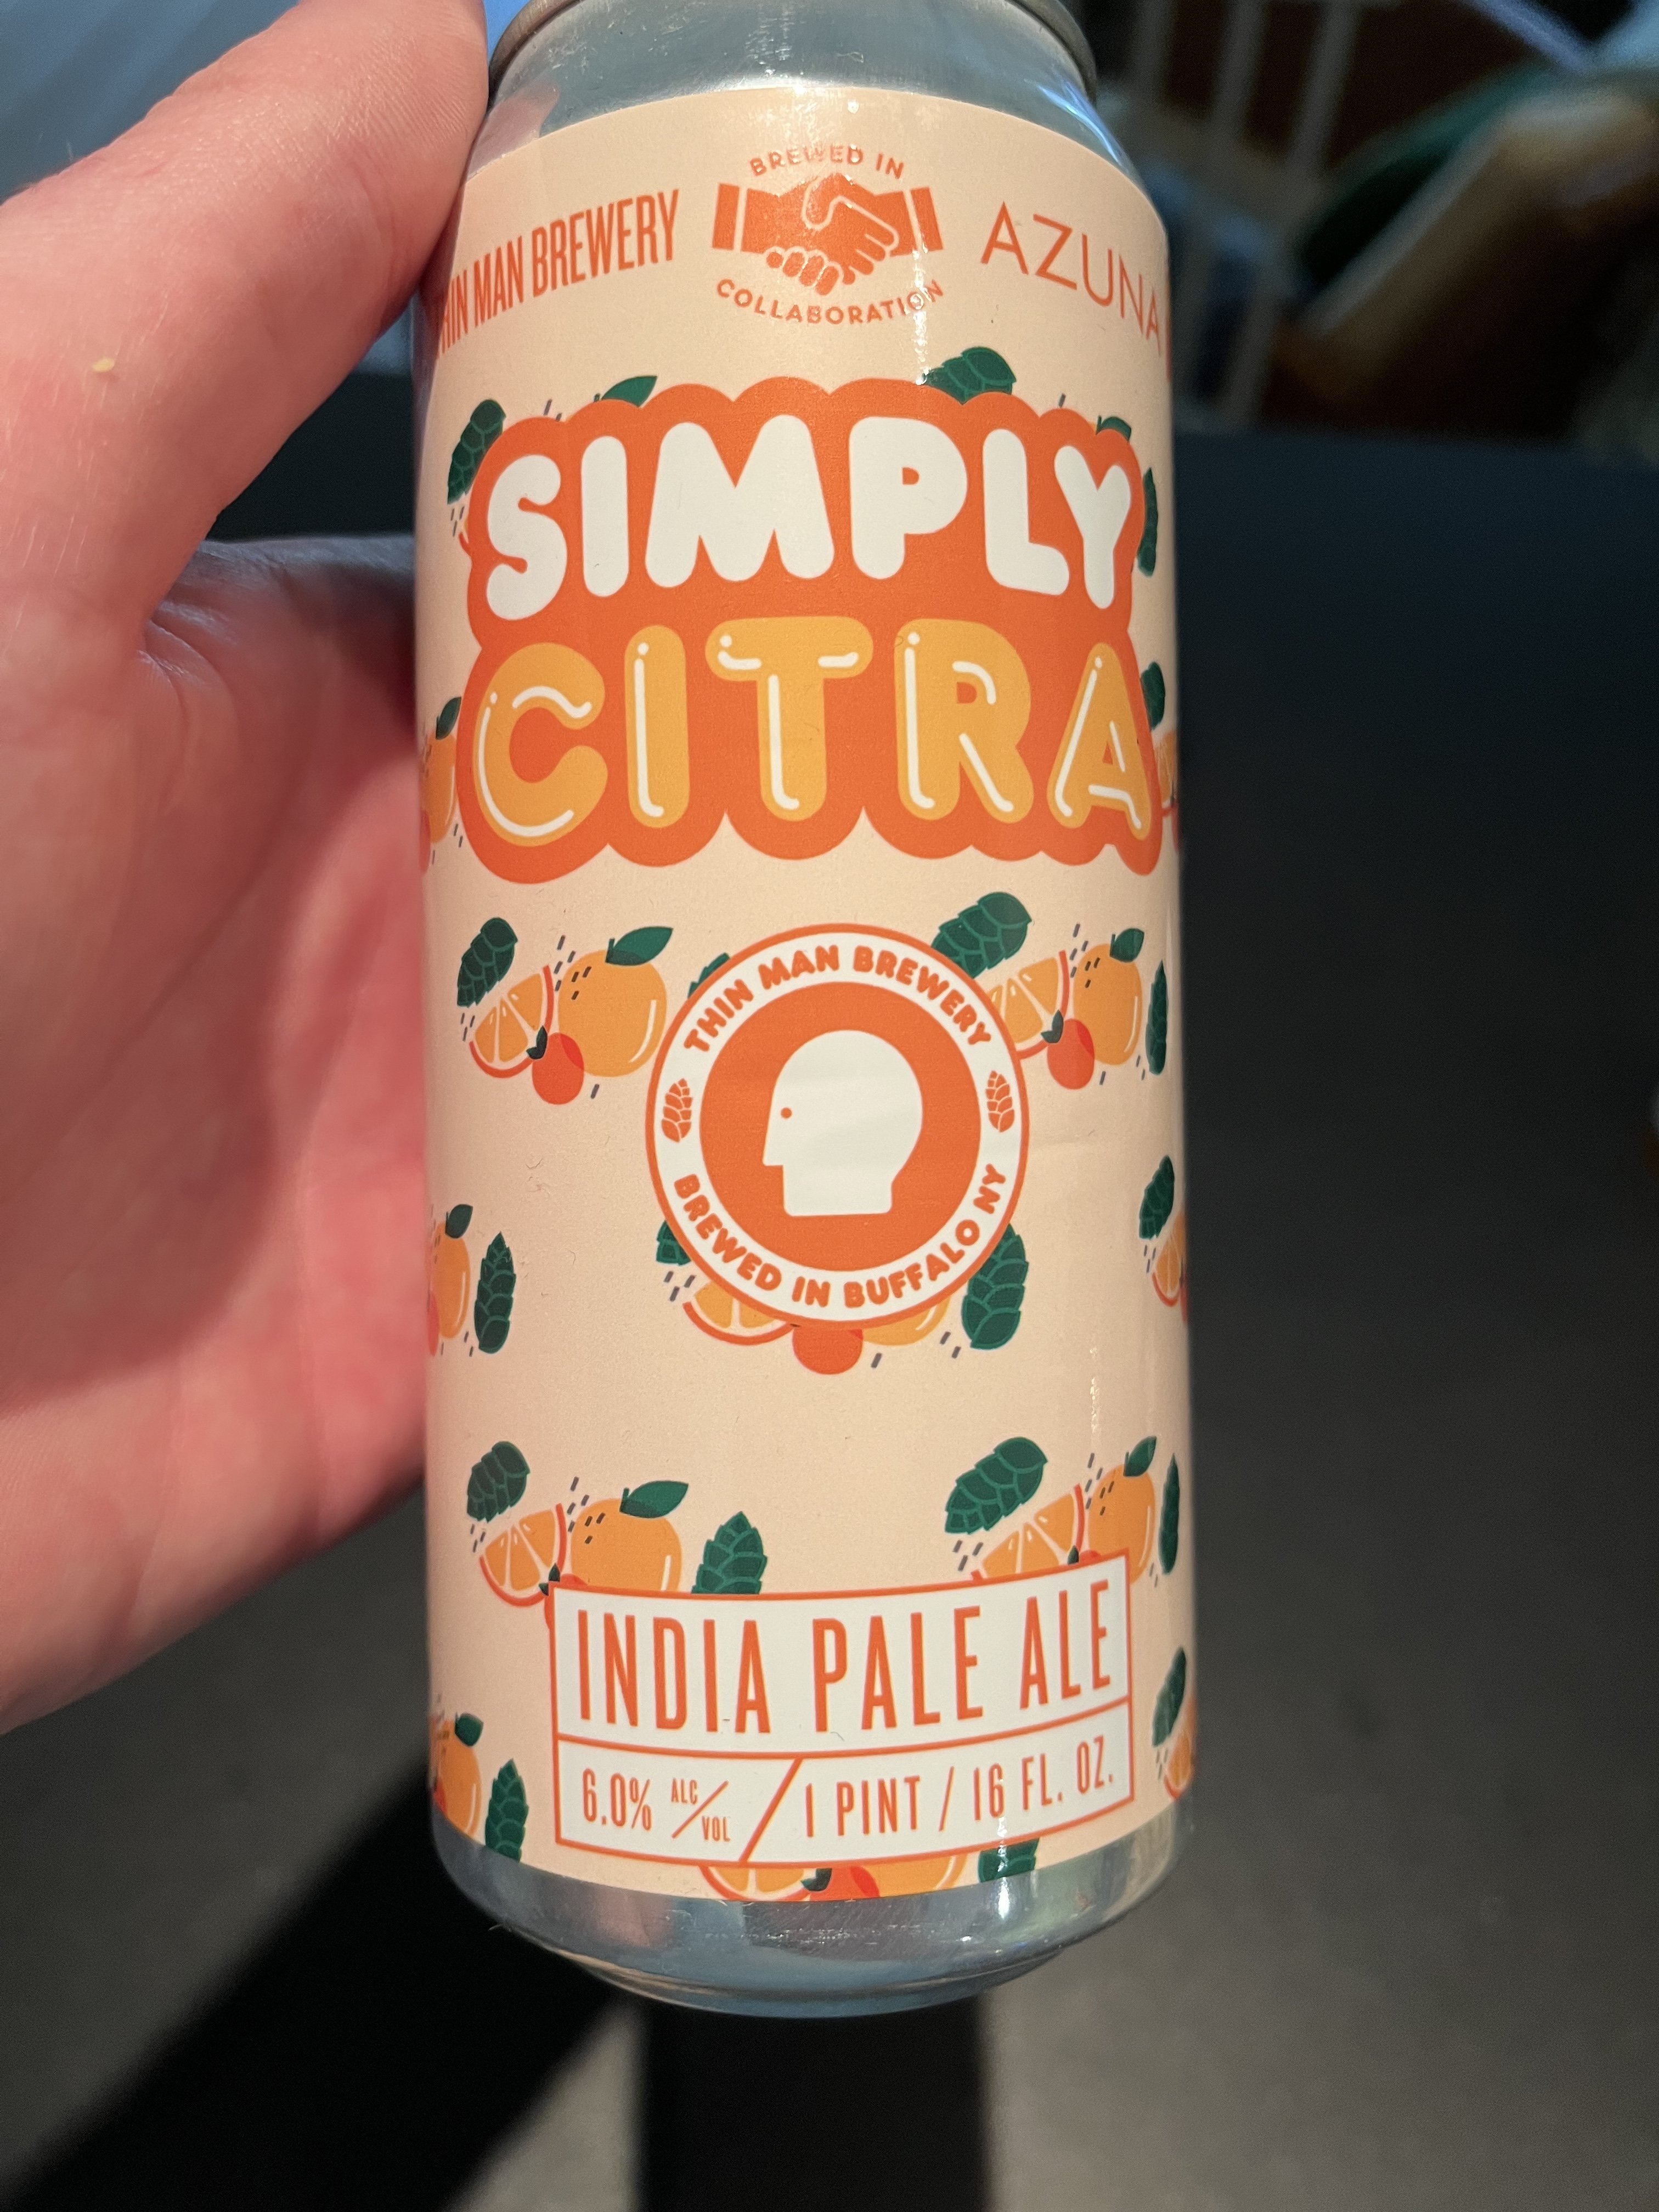 BREWED IN
THIN MAN BREWERY
AZUNA
COLLABORATION
SIMPLY
CITRA
THIN MAN BREWERY
BREWED IN BUFFALO NY
INDIA PALE ALE
6.0% ALC/VOL / 1 PINT / 16 FL. OZ.